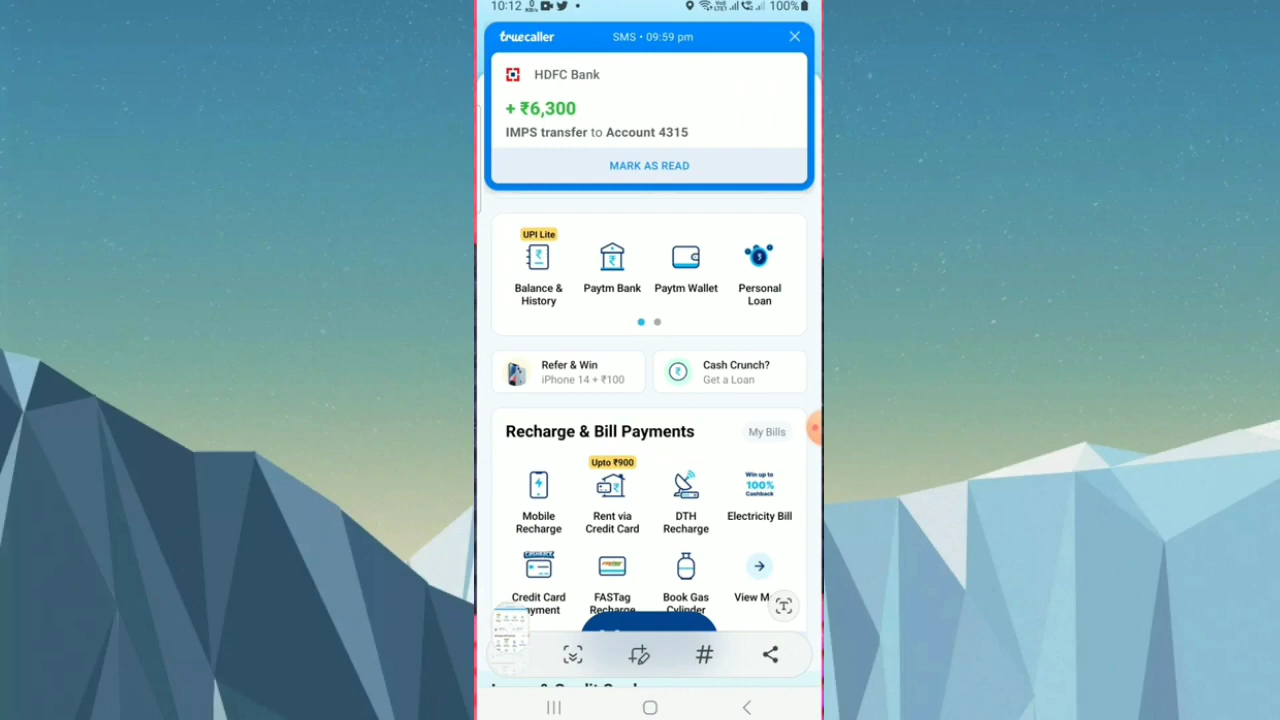 10:12
100%
truecaller
SMS • 09:59 pm
HDFC Bank
+ ₹6,300
IMPS transfer to Account 4315
MARK AS READ
UPI Lite
Balance & History
Paytm Bank
Paytm Wallet
Personal Loan
Refer & Win
iPhone 14 + ₹100
Cash Crunch?
Get a Loan
Recharge & Bill Payments
My Bills
Upto ₹900
Win up to
100%
Cashback
Mobile Recharge
Rent via Credit Card
DTH Recharge
Electricity Bill
Credit Card
FASTag Recharge
Book Gas Cylinder
View